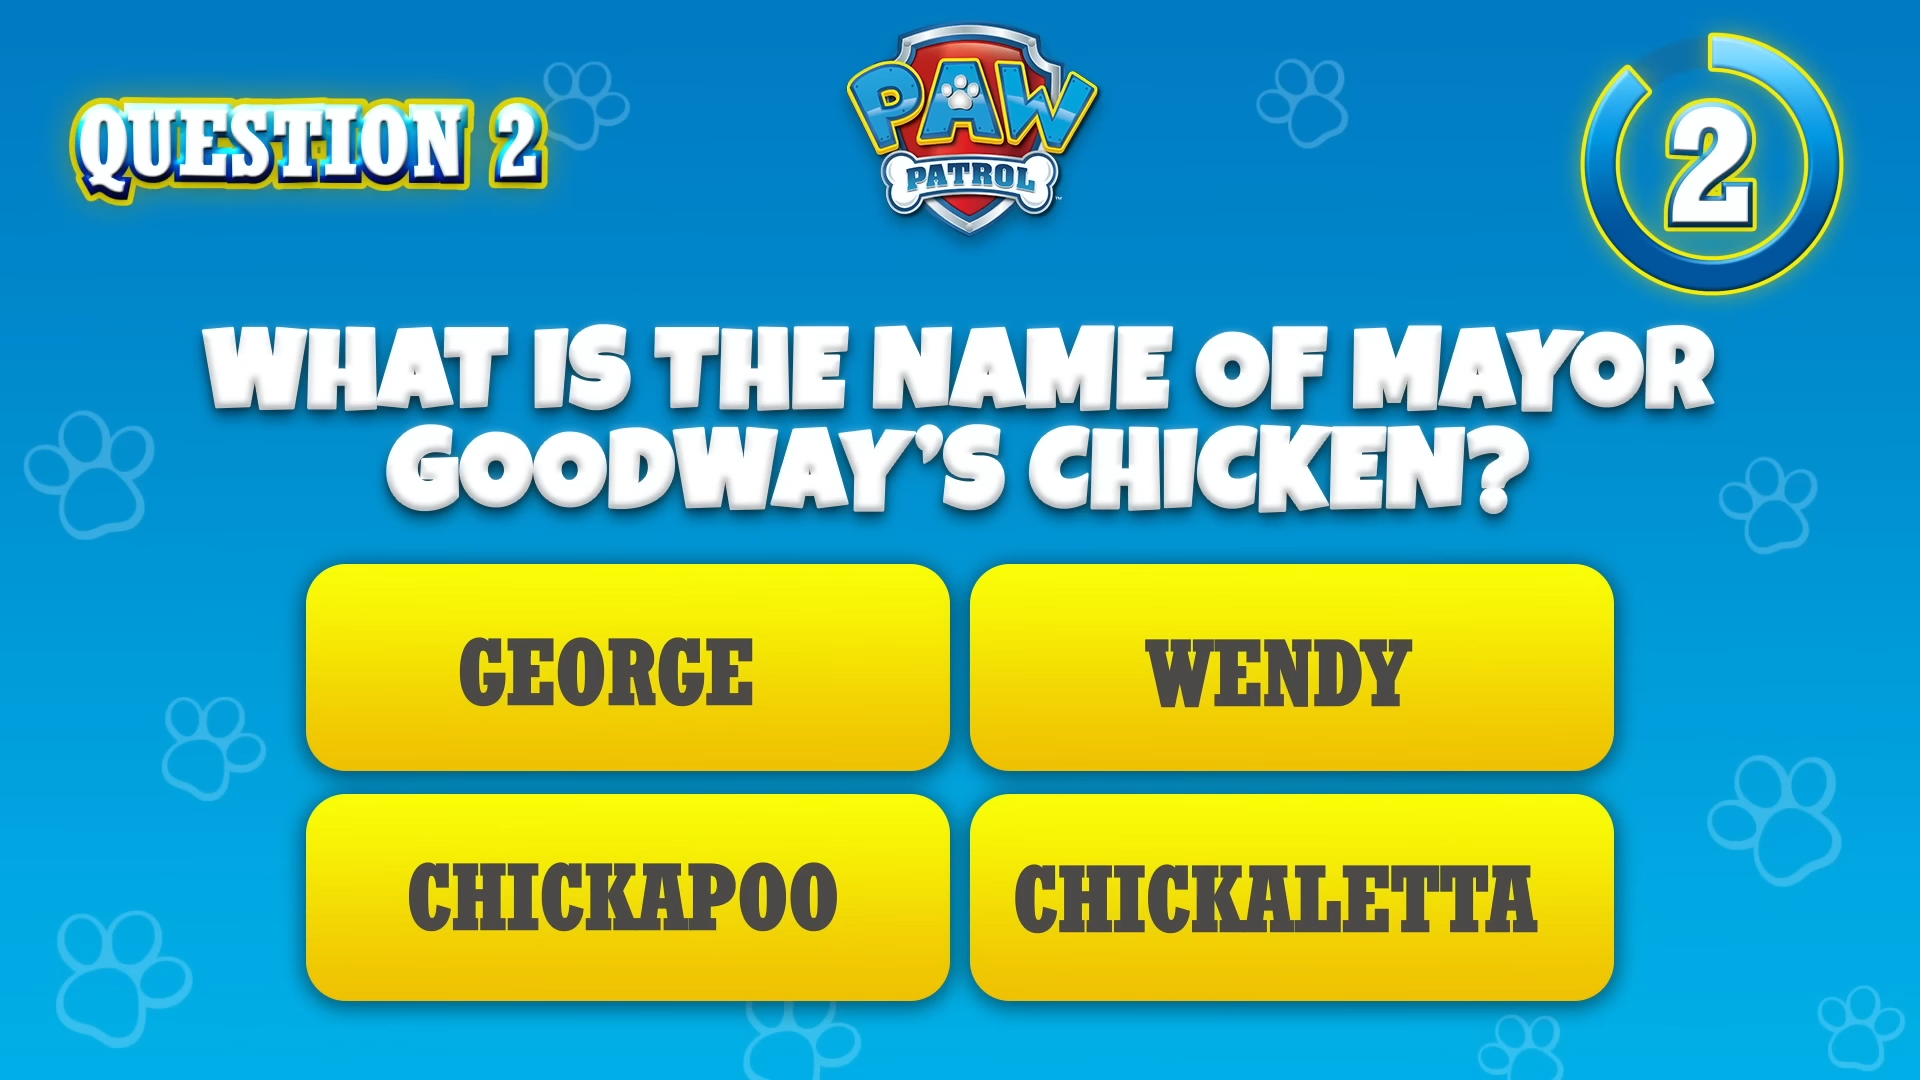 QUESTION 2
PAW
PATROL
2
WHAT IS THE NAME OF MAYOR
GOODWAY'S CHICKEN?
GEORGE
WENDY
CHICKAPOO
CHICKALETTA